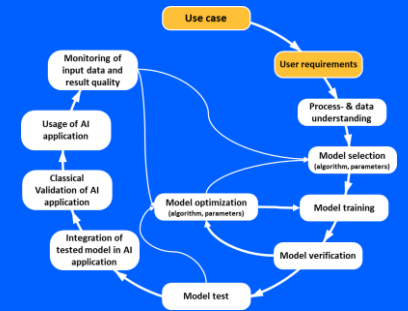 Use case
User requirements
Process- & data
understanding
Model selection
(algorithm, parameters)
Model training
Model verification
Model optimization
(algorithm, parameters)
Model test
Integration of
tested model in AI
application
Classical
Validation of AI
application
Usage of AI
application
Monitoring of
input data and
result quality